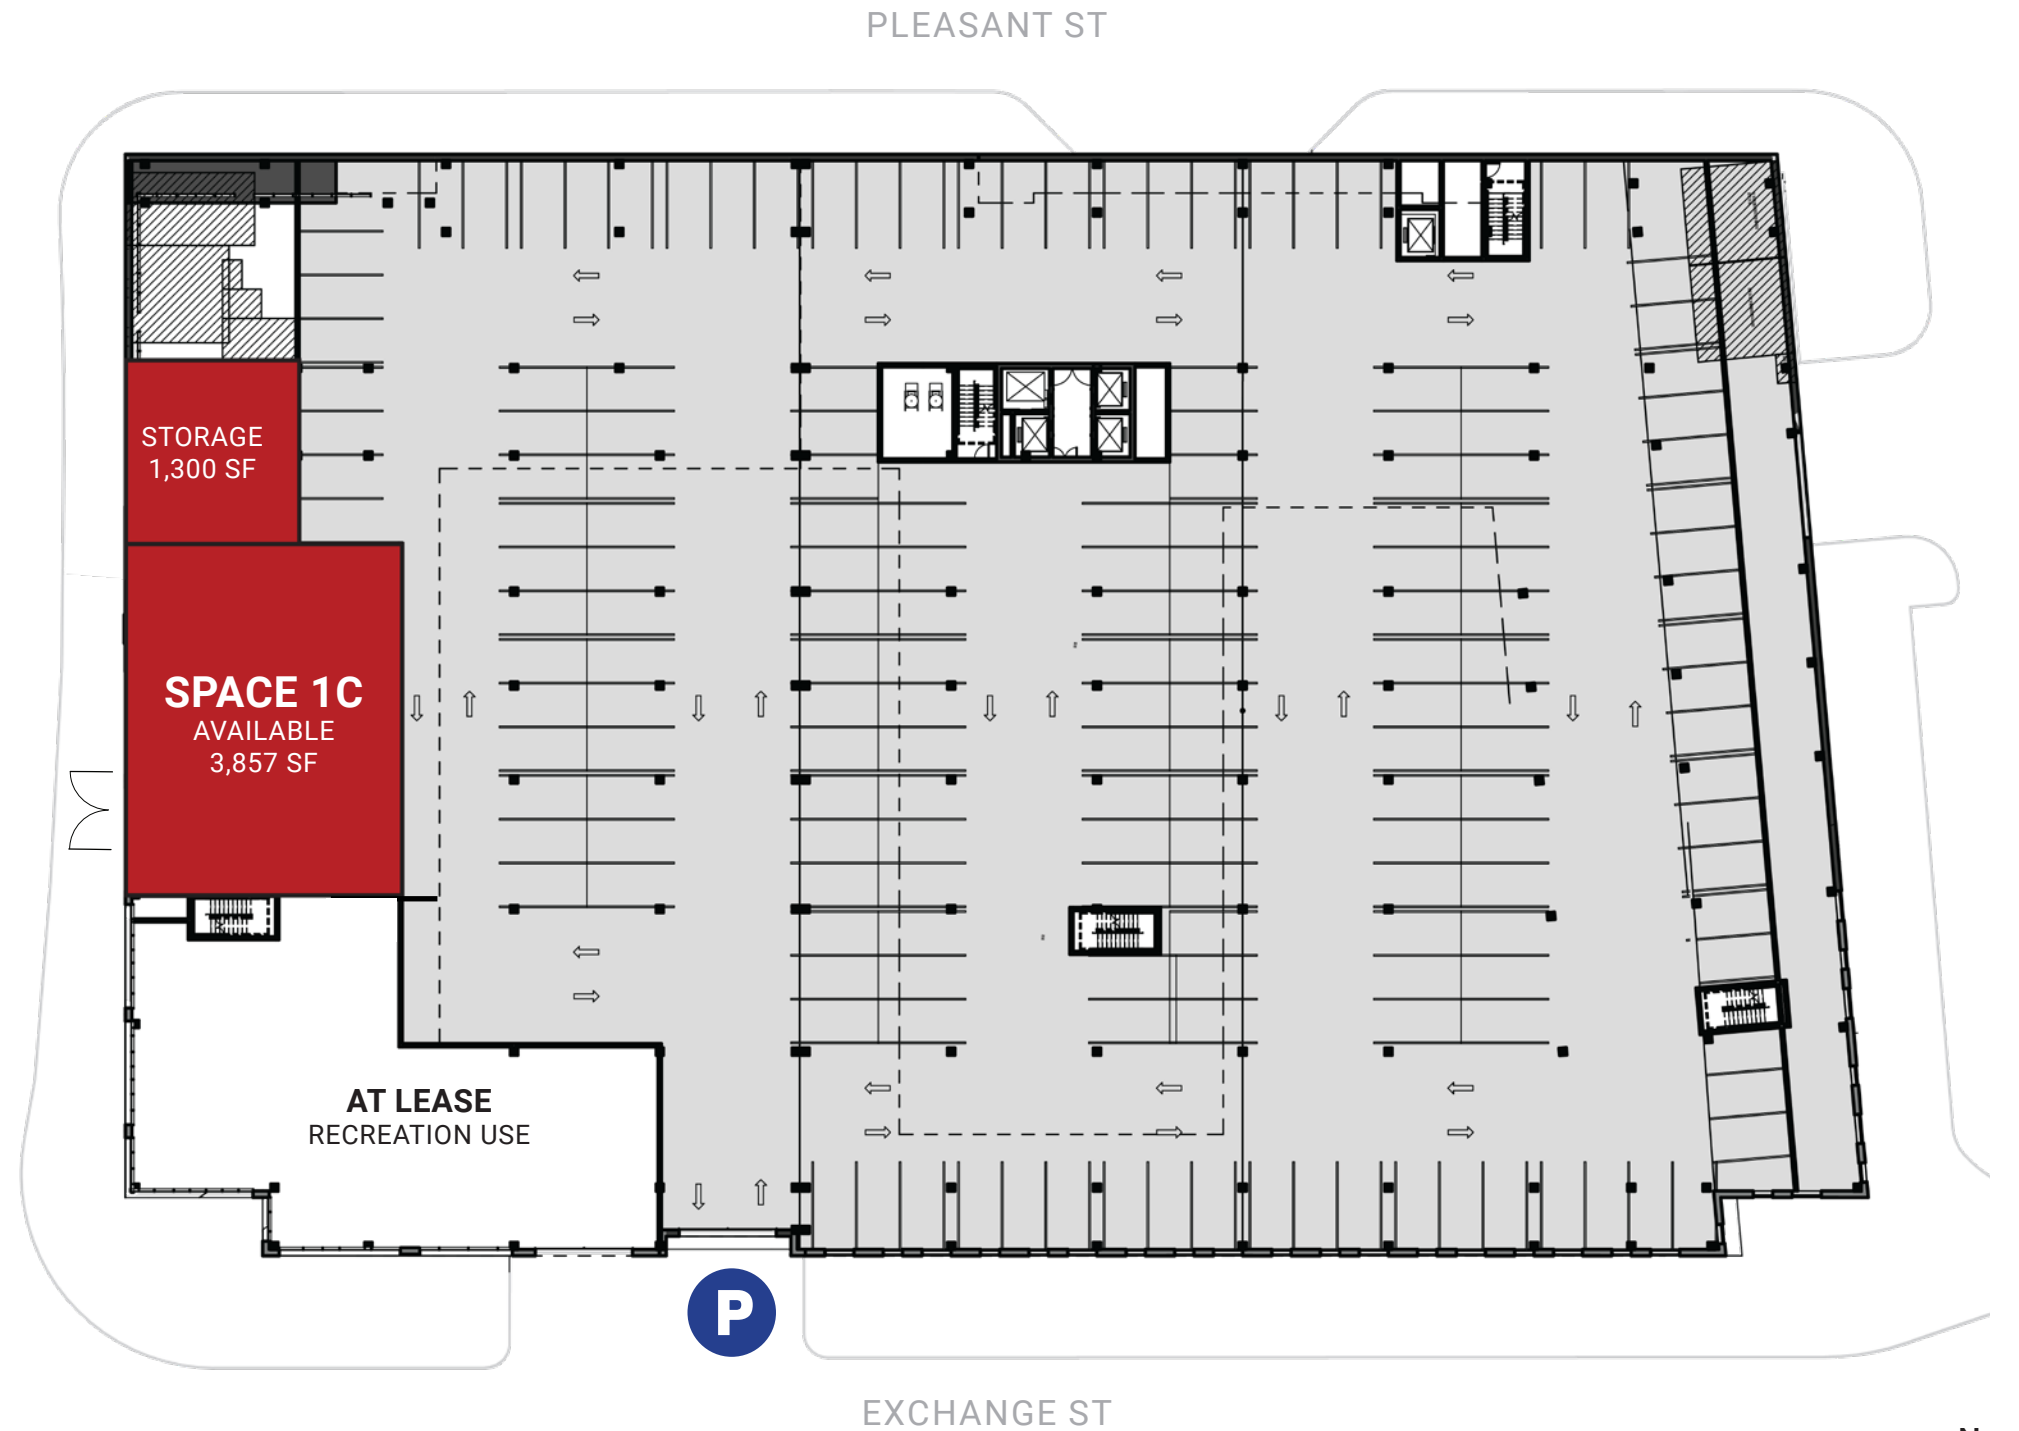 PLEASANT ST
STORAGE
1,300 SF
SPACE 1C
AVAILABLE
3,857 SF
AT LEASE
RECREATION USE
P
EXCHANGE ST